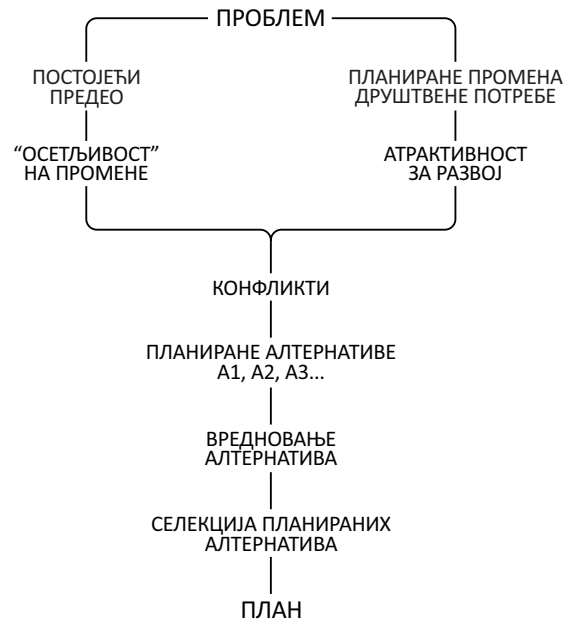 ПРОБЛЕМ
ПОСТОЈЕЋИ
ПРЕДЕО
ПЛАНИРАНЕ ПРОМЕНА
ДРУШТВЕНЕ ПОТРЕБЕ
“ОСЕТЉИВОСТ”
НА ПРОМЕНЕ
АТРАКТИВНОСТ
ЗА РАЗВОЈ
КОНФЛИКТИ
ПЛАНИРАНЕ АЛТЕРНАТИВЕ
А1, А2, А3...
ВРЕДНОВАЊЕ
АЛТЕРНАТИВА
СЕЛЕКЦИЈА ПЛАНИРАНИХ
АЛТЕРНАТИВА
ПЛАН